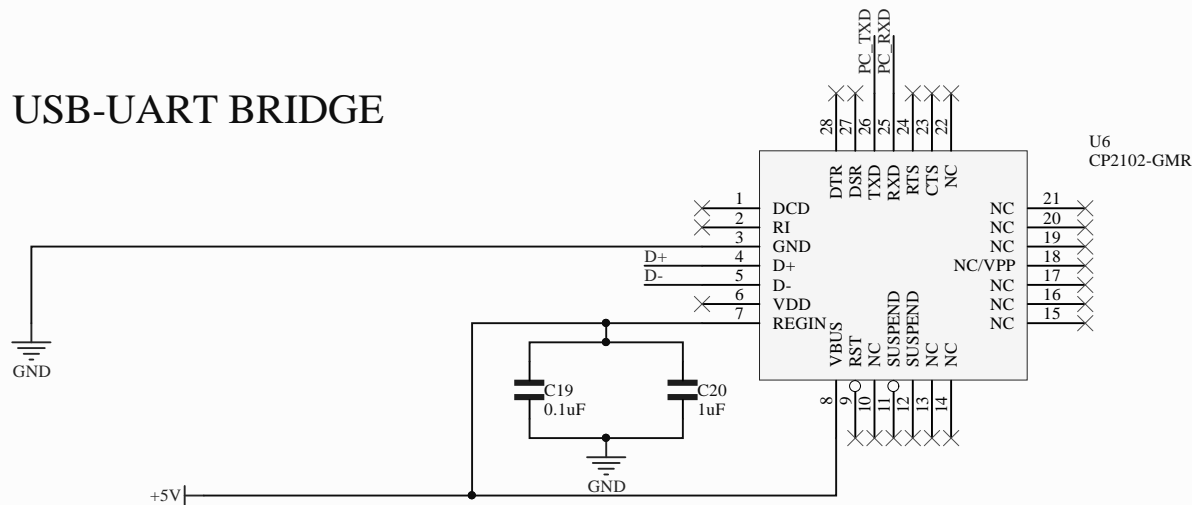 PC_TXD
PC_RXD
USB-UART BRIDGE
28
27
26
25
24
23
22
U6
CP2102-GMR
DTR
DSR
TXD
RXD
RTS
CTS
NC
1 DCD
2 RI
3 GND
D+ 4 D+
D- 5 D-
6 VDD
7 REGIN
NC 21
NC 20
NC 19
NC/VPP 18
NC 17
NC 16
NC 15
VBUS
RST
NC
SUSPEND
SUSPEND
NC
NC
8
9
10
11
12
13
14
GND
C19
0.1uF
C20
1uF
GND
+5V